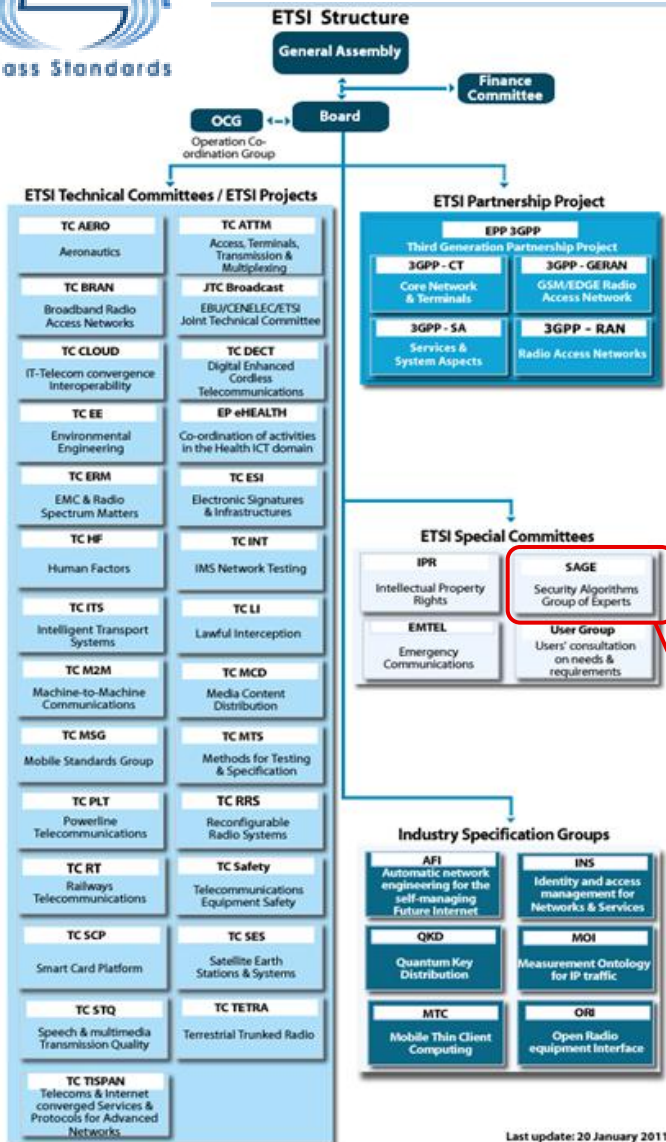 ass Standards
ETSI Structure
General Assembly
Finance
Committee
Board
OCG
Operation Co-
ordination Group
ETSI Technical Committees / ETSI Projects
TC AERO
Aeronautics
TC ATTM
Access, Terminals,
Transmission &
Multiplexing
TC BRAN
Broadband Radio
Access Networks
JTC Broadcast
EBU/CENELEC/ETSI
Joint Technical Committee
TC CLOUD
IT-Telecom convergence
Interoperability
TC DECT
Digital Enhanced
Cordless
Telecommunications
TC EE
Environmental
Engineering
EP eHEALTH
Co-ordination of activities
in the Health ICT domain
TC ERM
EMC & Radio
Spectrum Matters
TC ESI
Electronic Signatures
& Infrastructures
TC HF
Human Factors
TC INT
IMS Network Testing
TC ITS
Intelligent Transport
Systems
TC LI
Lawful Interception
TC M2M
Machine-to-Machine
Communications
TC MCD
Media Content
Distribution
TC MSG
Mobile Standards Group
TC MTS
Methods for Testing
& Specification
TC PLT
Powerline
Telecommunications
TC RRS
Reconfigurable
Radio Systems
TC RT
Railways
Telecommunications
TC Safety
Telecommunications
Equipment Safety
TC SCP
Smart Card Platform
TC SES
Satellite Earth
Stations & Systems
TC STQ
Speech & multimedia
Transmission Quality
TC TETRA
Terrestrial Trunked Radio
TC TISPAN
Telecoms & Internet
converged Services &
Protocols for Advanced
Networks
ETSI Partnership Project
EPP 3GPP
Third Generation Partnership Project
3GPP - CT
Core Network
& Terminals
3GPP - GERAN
GSM/EDGE Radio
Access Network
3GPP - SA
Services &
System Aspects
3GPP - RAN
Radio Access Networks
ETSI Special Committees
IPR
Intellectual Property
Rights
SAGE
Security Algorithms
Group of Experts
EMTEL
Emergency
Communications
User Group
Users' consultation
on needs &
requirements
Industry Specification Groups
AFI
Automatic network
engineering for the
self-managing
Future Internet
INS
Identity and access
management for
Networks & Services
QKD
Quantum Key
Distribution
MOI
Measurement Ontology
for IP traffic
MTC
Mobile Thin Client
Computing
ORI
Open Radio
equipment Interface
Last update: 20 January 2011